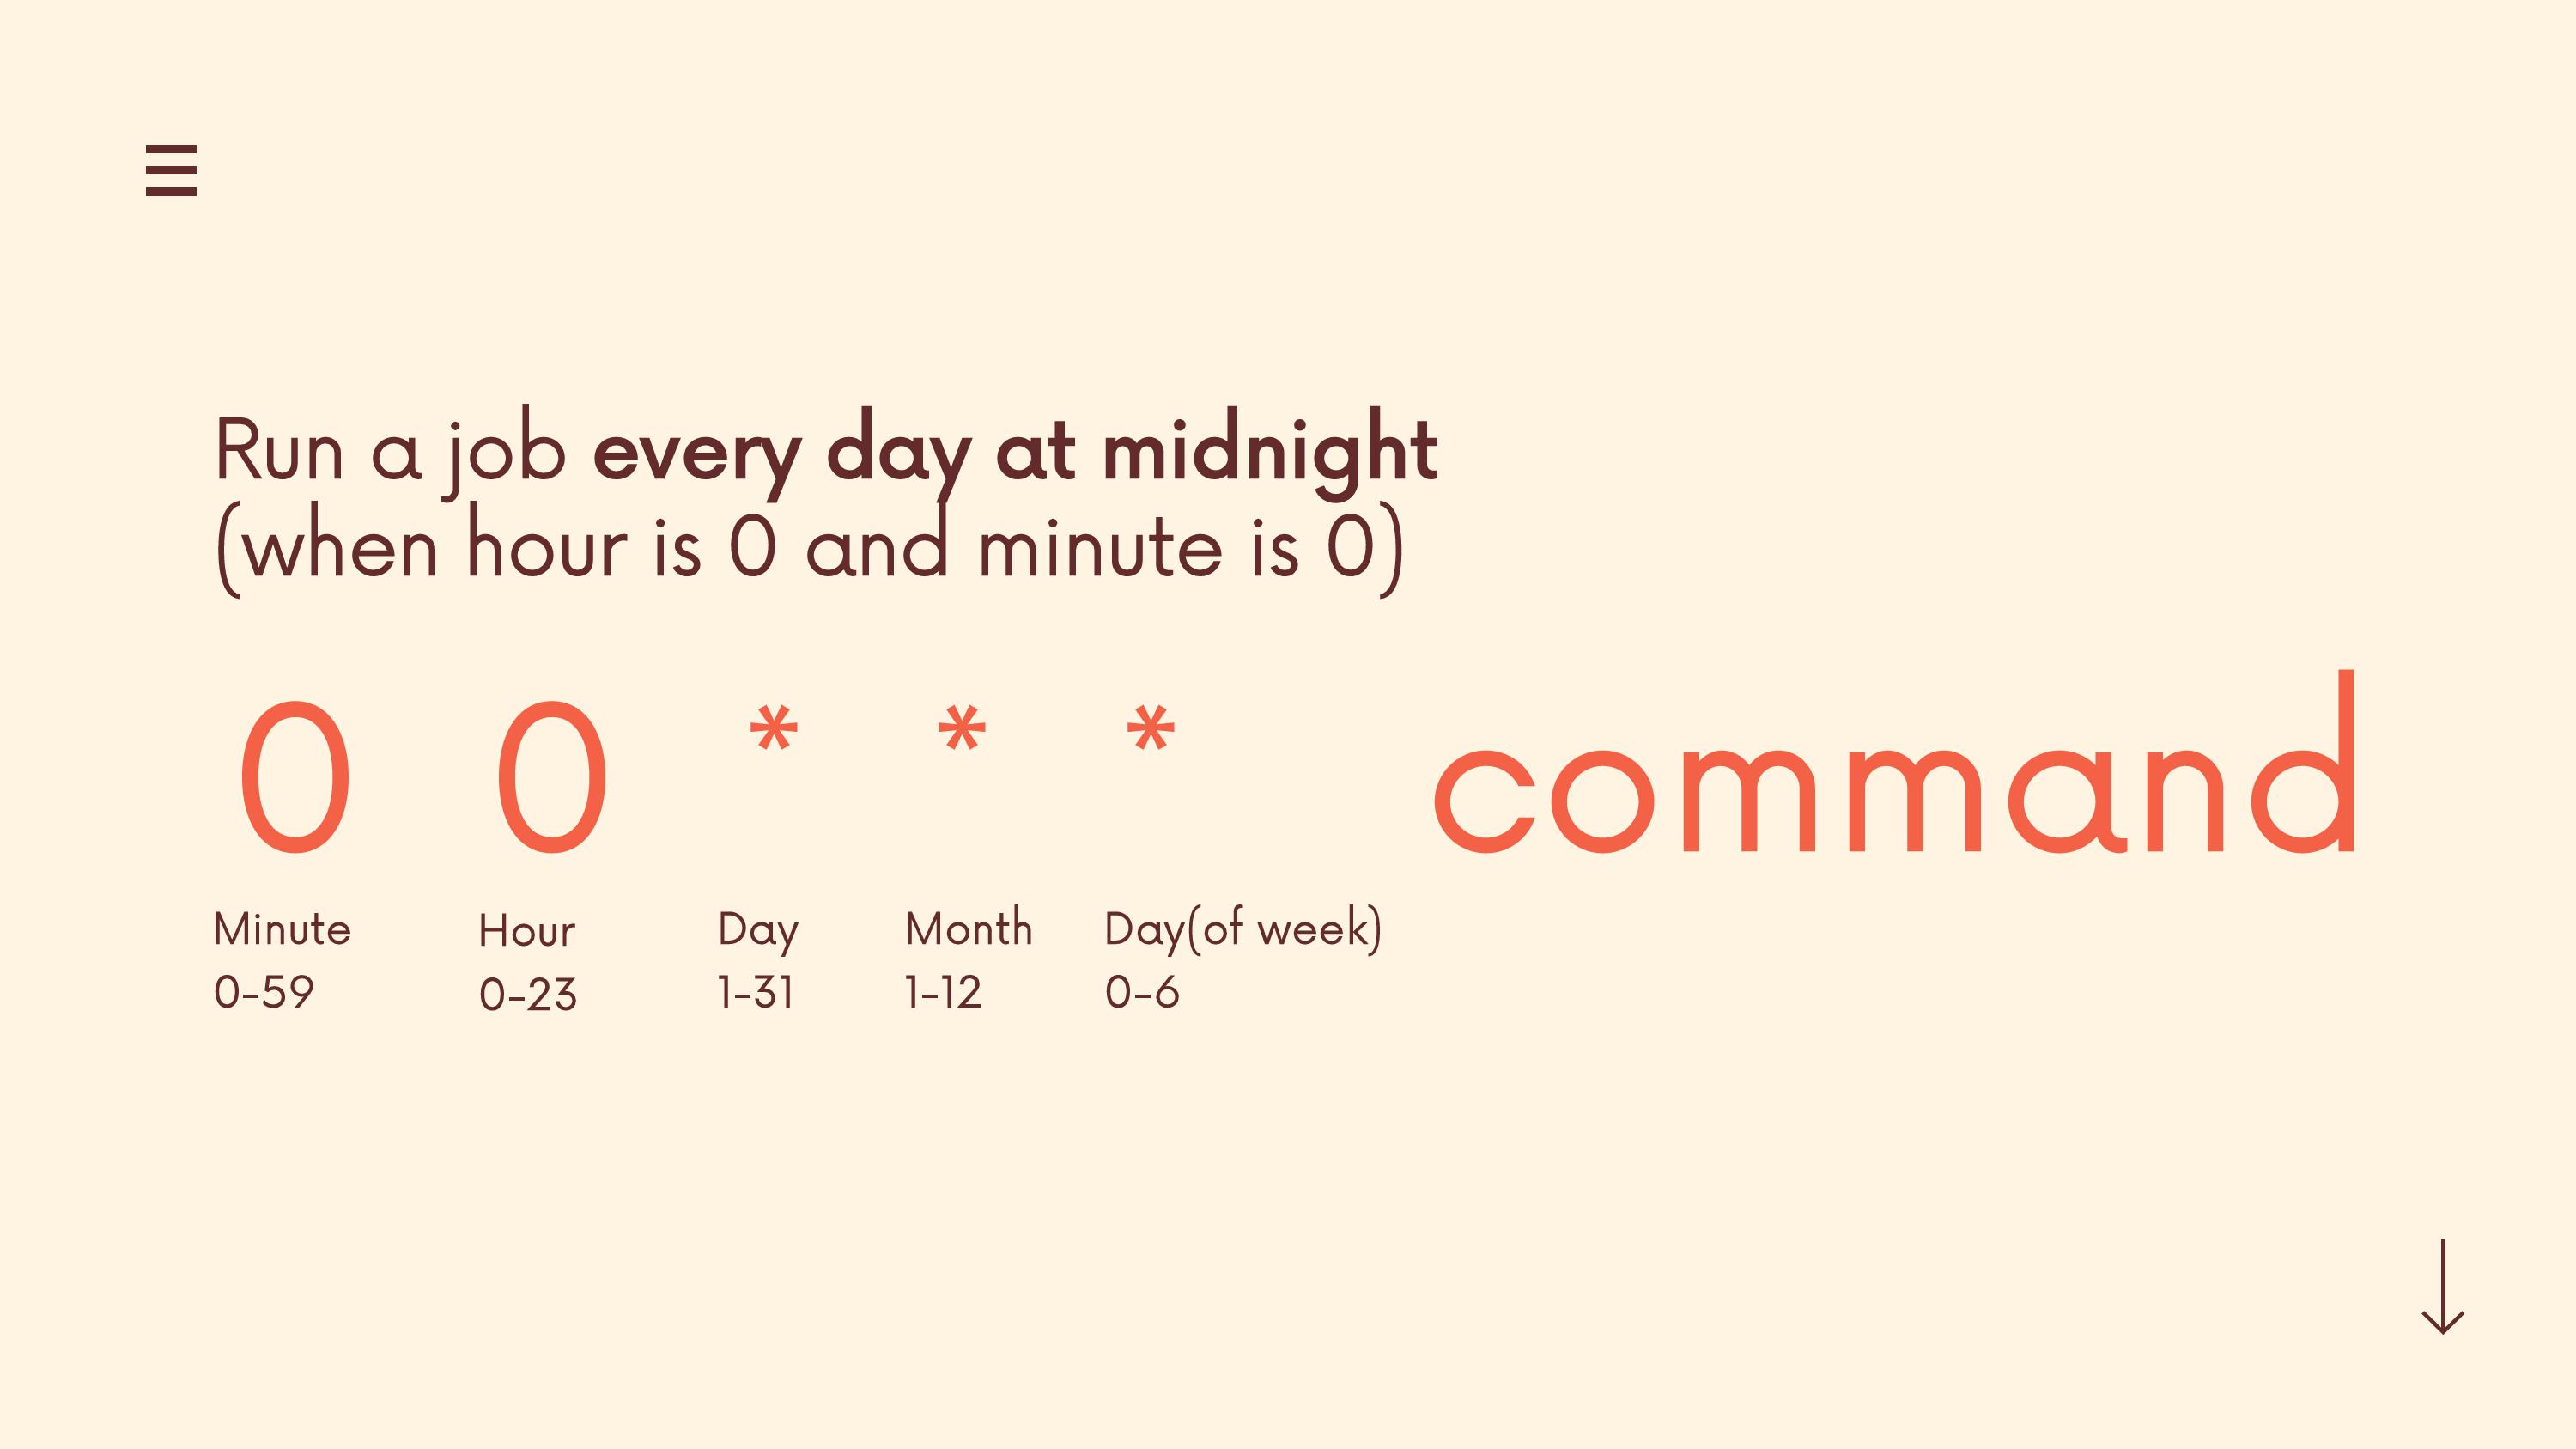 Run a job every day at midnight
(when hour is 0 and minute is 0)
0 0 * * * command
Minute Hour Day Month Day(of week)
0-59 0-23 1-31 1-12 0-6